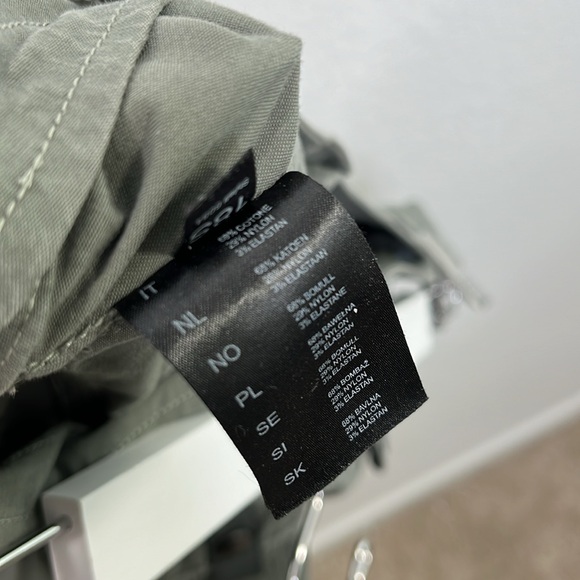 IT
68% COTONE
29% NYLON
3% ELASTAN
NL
68% KATOEN
29% NYLON
3% ELASTAAN
NO
68% BOMULL
29% NYLON
3% ELASTANE
PL
68% BAWEŁNA
29% NYLON
3% ELASTAN
SE
68% BOMULL
29% NYLON
3% ELASTAN
SI
68% BOMBAŽ
29% NYLON
3% ELASTAN
SK
68% BAVLNA
29% NYLON
3% ELASTAN